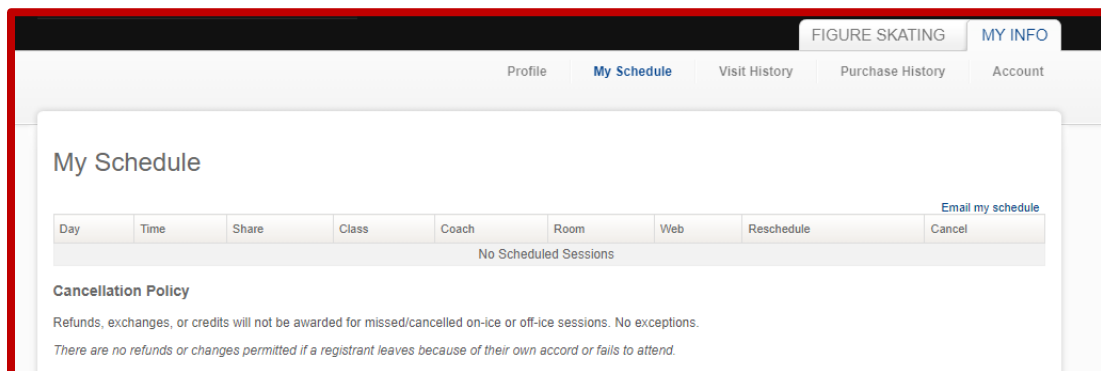 FIGURE SKATING MY INFO
Profile My Schedule Visit History Purchase History Account
My Schedule
Email my schedule
Day Time Share Class Coach Room Web Reschedule Cancel
No Scheduled Sessions
Cancellation Policy
Refunds, exchanges, or credits will not be awarded for missed/cancelled on-ice or off-ice sessions. No exceptions.
There are no refunds or changes permitted if a registrant leaves because of their own accord or fails to attend.